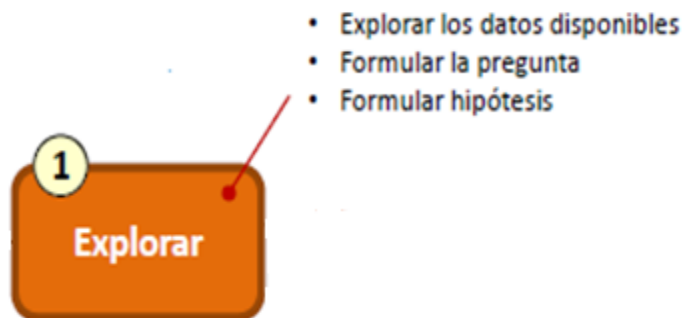 • Explorar los datos disponibles
• Formular la pregunta
• Formular hipótesis
1
Explorar